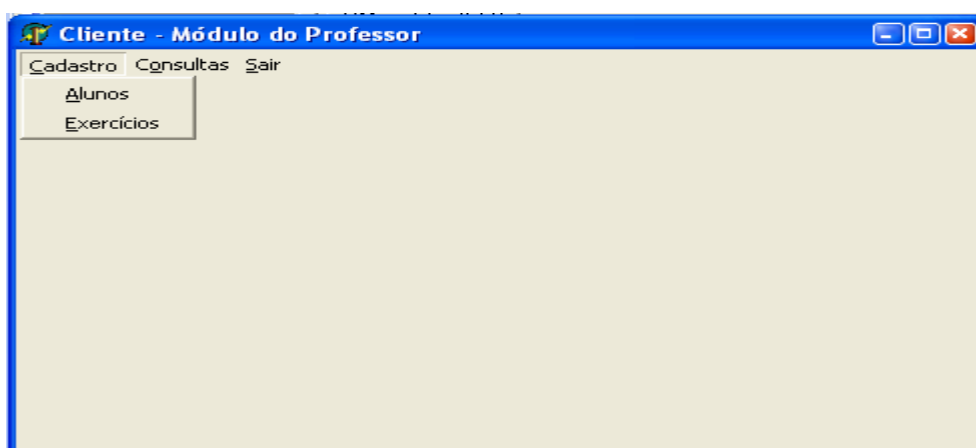 Cliente - Módulo do Professor
Cadastro Consultas Sair
Alunos
Exercícios